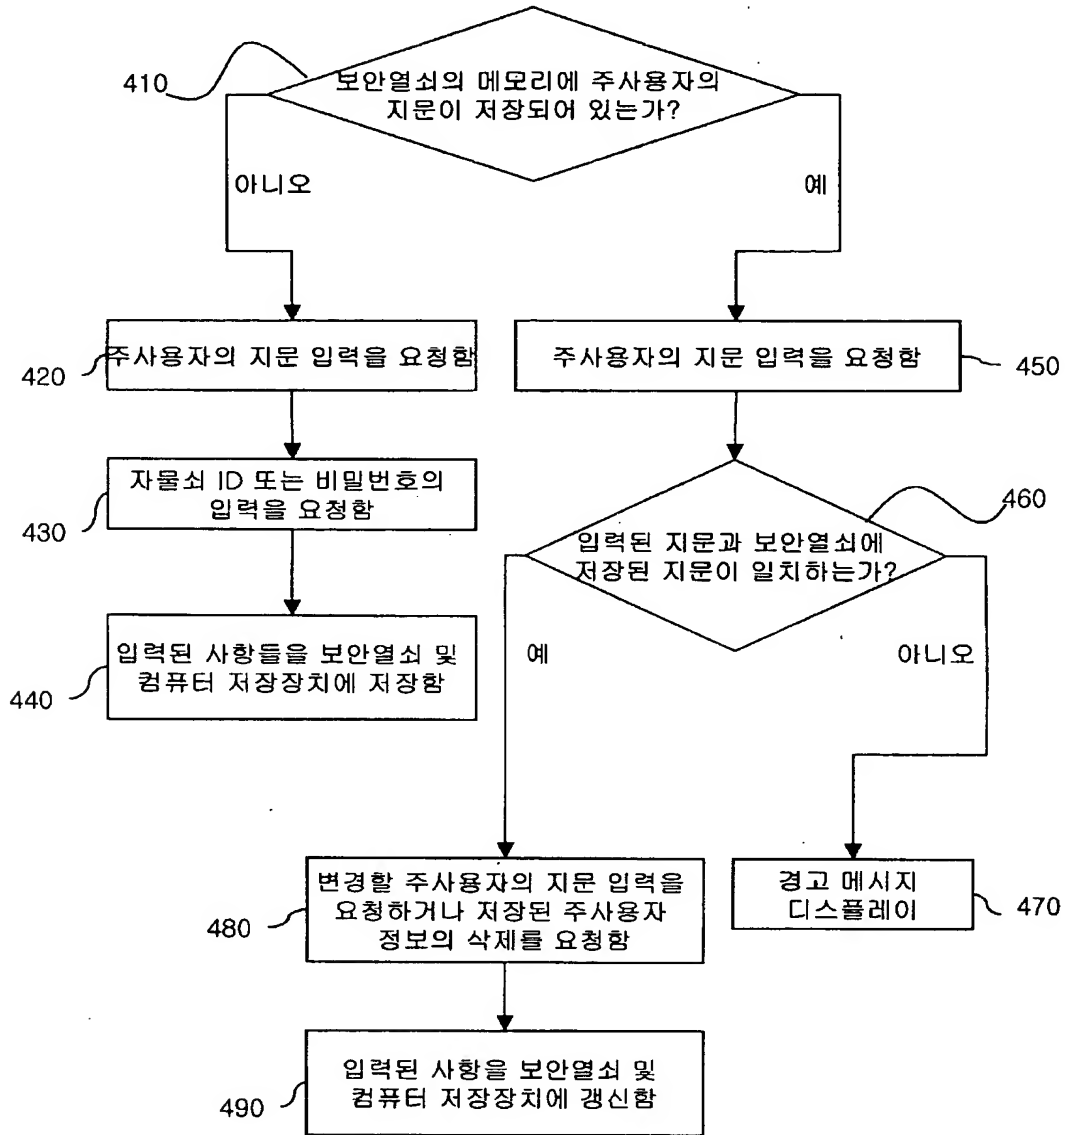 410
보안열쇠의 메모리에 주사용자의
지문이 저장되어 있는가?
아니오
예
420
주사용자의 지문 입력을 요청함
주사용자의 지문 입력을 요청함
450
430
자물쇠 ID 또는 비밀번호의
입력을 요청함
460
입력된 지문과 보안열쇠에
저장된 지문이 일치하는가?
440
입력된 사항들을 보안열쇠 및
컴퓨터 저장장치에 저장함
예
아니오
480
변경할 주사용자의 지문 입력을
요청하거나 저장된 주사용자
정보의 삭제를 요청함
경고 메시지
디스플레이
470
490
입력된 사항을 보안열쇠 및
컴퓨터 저장장치에 갱신함